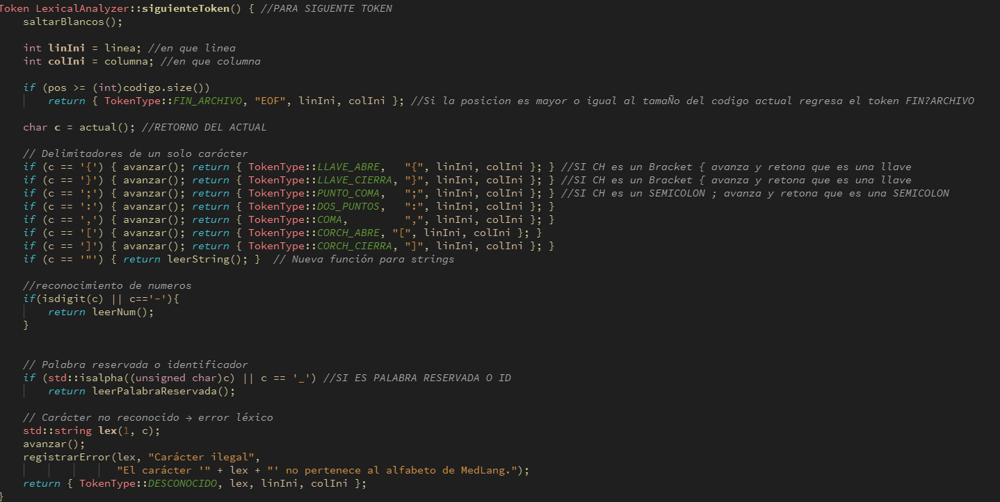 Token LexicalAnalyzer::siguienteToken() { //PARA SIGUENTE TOKEN
    saltarBlancos();

    int linIni = linea; //en que linea
    int colIni = columna; //en que columna

    if (pos >= (int)codigo.size())
        return { TokenType::FIN_ARCHIVO, "EOF", linIni, colIni }; //Si la posicion es mayor o igual al tamaÑo del codigo actual regresa el token FIN?ARCHIVO

    char c = actual(); //RETORNO DEL ACTUAL

    // Delimitadores de un solo carácter
    if (c == '{') { avanzar(); return { TokenType::LLAVE_ABRE,   "{", linIni, colIni }; } //SI CH es un Bracket { avanza y retona que es una llave
    if (c == '}') { avanzar(); return { TokenType::LLAVE_CIERRA, "}", linIni, colIni }; } //SI CH es un Bracket { avanza y retona que es una llave
    if (c == ';') { avanzar(); return { TokenType::PUNTO_COMA,   ";", linIni, colIni }; } //SI CH es un SEMICOLON ; avanza y retona que es una SEMICOLON
    if (c == ':') { avanzar(); return { TokenType::DOS_PUNTOS,   ":", linIni, colIni }; }
    if (c == ',') { avanzar(); return { TokenType::COMA,         ",", linIni, colIni }; }
    if (c == '[') { avanzar(); return { TokenType::CORCH_ABRE, "[", linIni, colIni }; }
    if (c == ']') { avanzar(); return { TokenType::CORCH_CIERRA, "]", linIni, colIni }; }
    if (c == '"') { return leerString(); }  // Nueva función para strings

    //reconocimiento de numeros
    if(isdigit(c) || c=='-'){
        return leerNum();
    }


    // Palabra reservada o identificador
    if (std::isalpha((unsigned char)c) || c == '_') //SI ES PALABRA RESERVADA O ID
        return leerPalabraReservada();

    // Carácter no reconocido → error léxico
    std::string lex(1, c);
    avanzar();
    registrarError(lex, "Carácter ilegal",
                   "El carácter '" + lex + "' no pertenece al alfabeto de MedLang.");
    return { TokenType::DESCONOCIDO, lex, linIni, colIni };
}